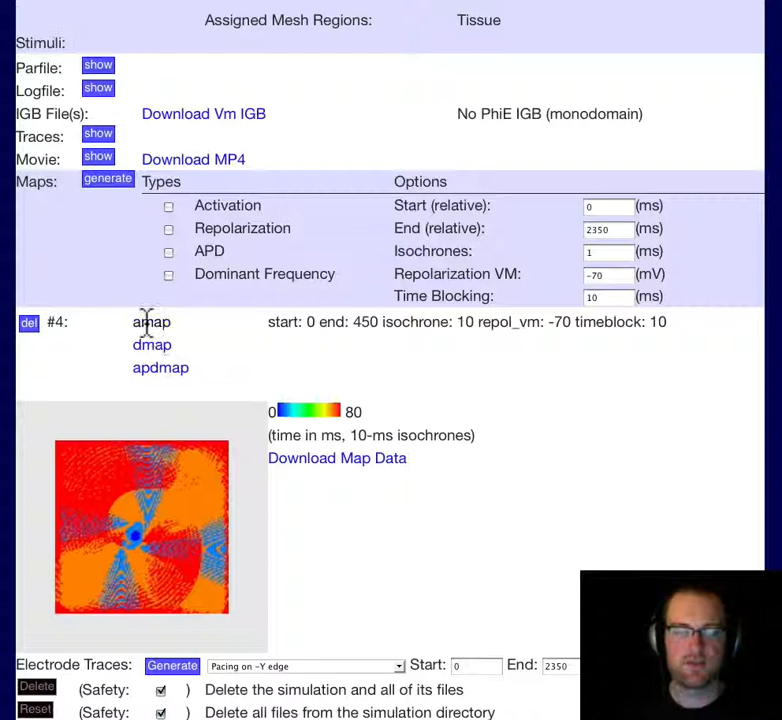 Assigned Mesh Regions: Tissue
Stimuli:
Parfile: show
Logfile: show
IGB File(s): Download Vm IGB No PhiE IGB (monodomain)
Traces: show
Movie: show Download MP4
Maps: generate Types Options
Activation Start (relative): 0 (ms)
Repolarization End (relative): 2350 (ms)
APD Isochrones: 1 (ms)
Dominant Frequency Repolarization VM: -70 (mV)
Time Blocking: 10 (ms)
del #4: amap start: 0 end: 450 isochrone: 10 repol_vm: -70 timeblock: 10
dmap
apdmap
0 80
(time in ms, 10-ms isochrones)
Download Map Data
Electrode Traces: Generate Pacing on -Y edge Start: 0 End: 2350
Delete (Safety: ) Delete the simulation and all of its files
Reset (Safety: ) Delete all files from the simulation directory